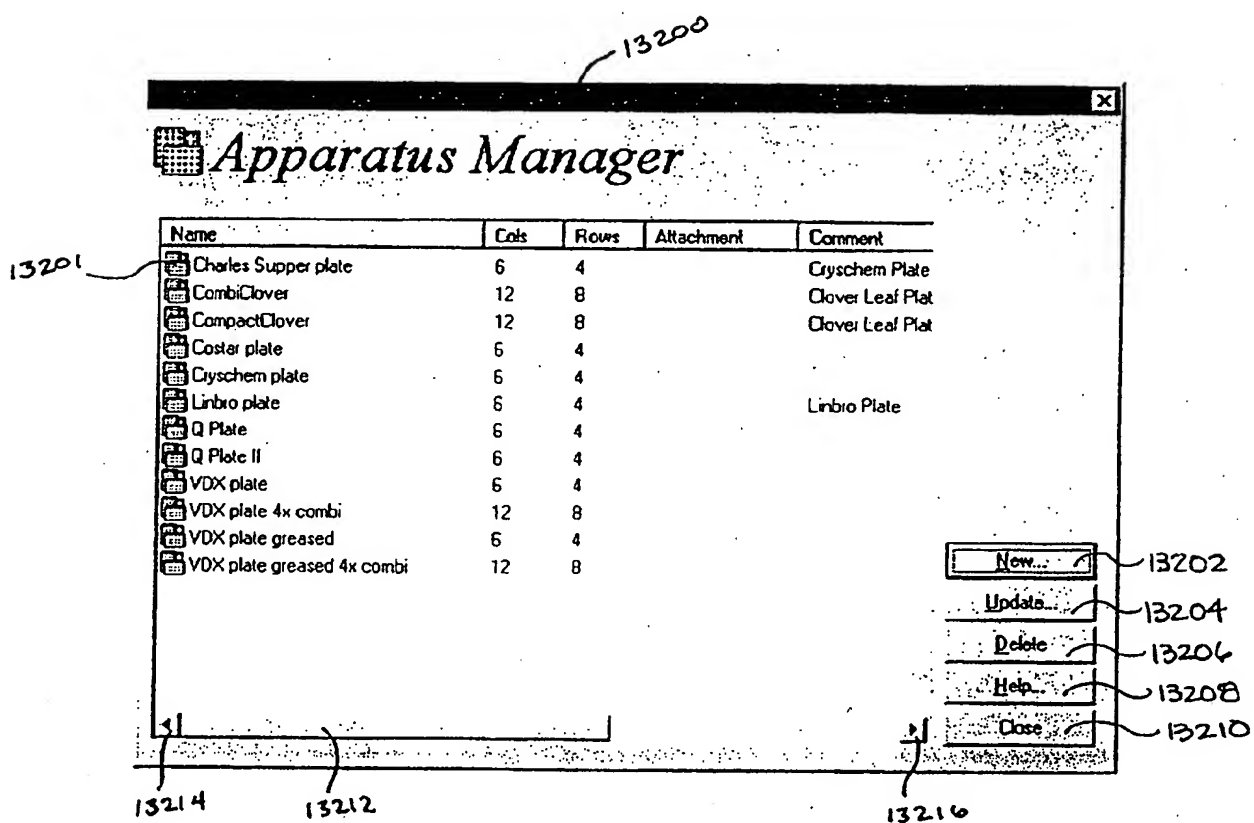 13200
Apparatus Manager
Name Cols Rows Attachment Comment
13201
Charles Supper plate 6 4 Cryschem Plate
CombiClover 12 8 Clover Leaf Plat
CompactClover 12 8 Clover Leaf Plat
Costar plate 6 4
Cryschem plate 6 4
Linbro plate 6 4 Linbro Plate
Q Plate 6 4
Q Plate II 6 4
VDX plate 6 4
VDX plate 4x combi 12 8
VDX plate greased 6 4
VDX plate greased 4x combi 12 8
New... 13202
Update... 13204
Delete 13206
Help... 13208
Close 13210
13214 13212 13216